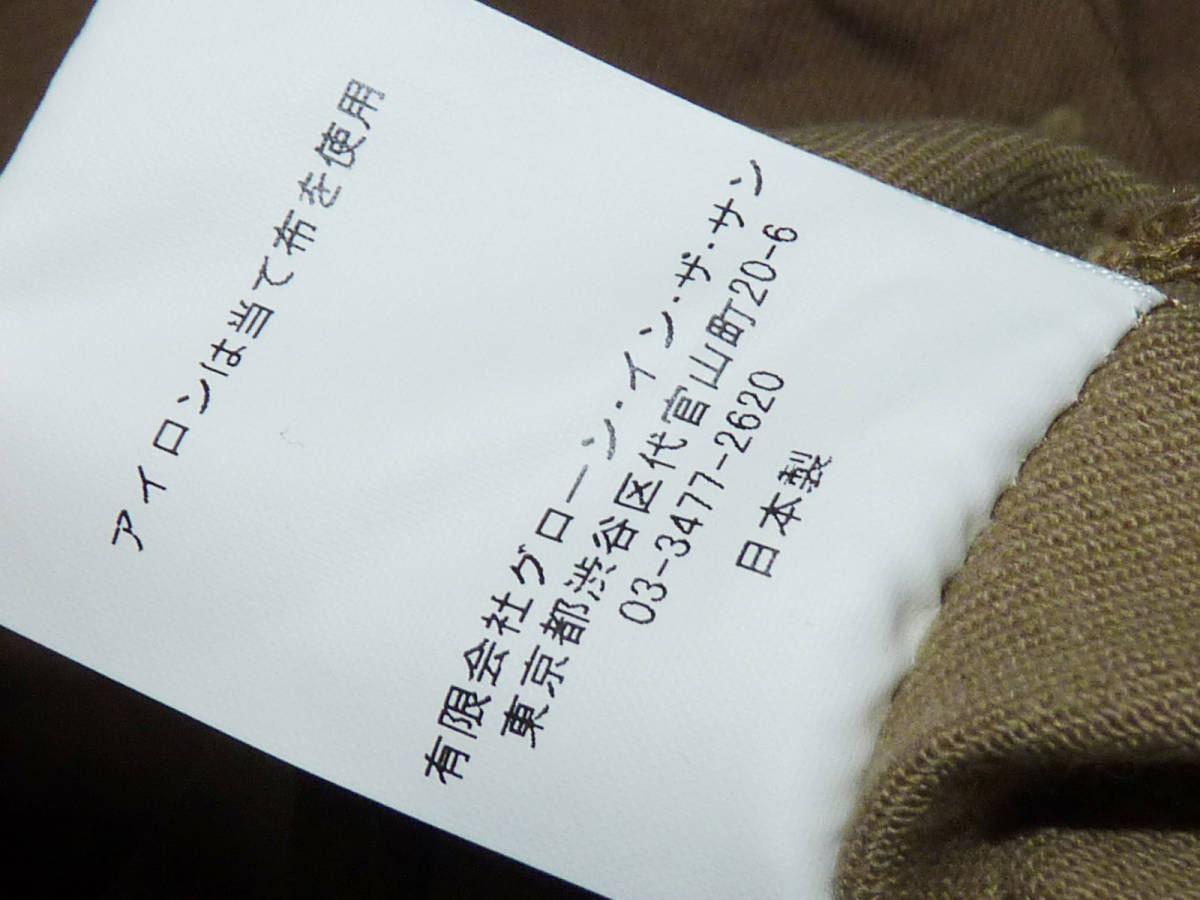 アイロンは当て布を使用
有限会社グローン・イン・ザ・サン
東京都渋谷区代官山町20-6
03-3477-2620
日本製